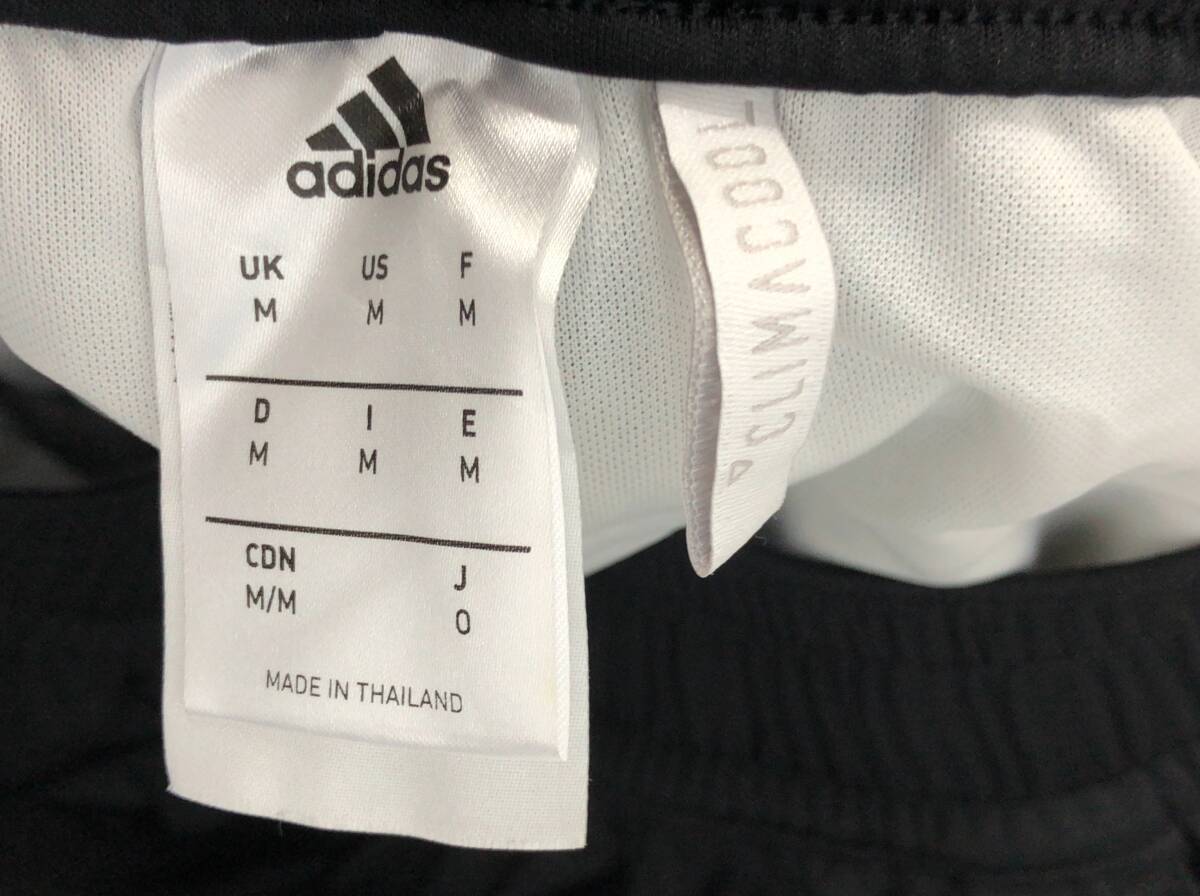 adidas
UK US F
M M M
D I E
M M M
CDN J
M/M O
MADE IN THAILAND
CLIMACOOL